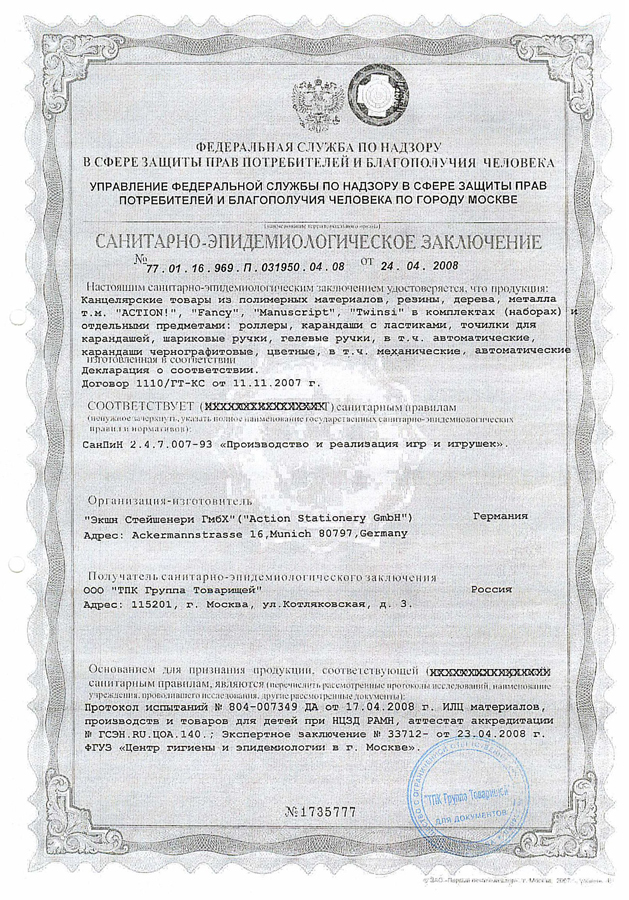 ФЕДЕРАЛЬНАЯ СЛУЖБА ПО НАДЗОРУ
В СФЕРЕ ЗАЩИТЫ ПРАВ ПОТРЕБИТЕЛЕЙ И БЛАГОПОЛУЧИЯ ЧЕЛОВЕКА
УПРАВЛЕНИЕ ФЕДЕРАЛЬНОЙ СЛУЖБЫ ПО НАДЗОРУ В СФЕРЕ ЗАЩИТЫ ПРАВ
ПОТРЕБИТЕЛЕЙ И БЛАГОПОЛУЧИЯ ЧЕЛОВЕКА ПО ГОРОДУ МОСКВЕ
(наименование территориального органа)
САНИТАРНО-ЭПИДЕМИОЛОГИЧЕСКОЕ ЗАКЛЮЧЕНИЕ
№ 77.01.16.969.П.031950.04.08 от 24.04.2008
Настоящим санитарно-эпидемиологическим заключением удостоверяется, что продукция:
Канцелярские товары из полимерных материалов, резины, дерева, металла
т.м. "ACTION!", "Fancy", "Manuscript", "Twinsi" в комплектах (наборах) и
отдельными предметами: роллеры, карандаши с ластиками, точилки для
карандашей, шариковые ручки, гелевые ручки, в т.ч. автоматические,
карандаши чернографитовые, цветные, в т.ч. механические, автоматические
изготовленная в соответствии
Декларация о соответствии.
Договор 1110/ГТ-КС от 11.11.2007 г.
СООТВЕТСТВУЕТ ( ) санитарным правилам
(ненужное зачеркнуть, указать полное наименование государственных санитарно-эпидемиологических
правил и нормативов):
СанПиН 2.4.7.007-93 «Производство и реализация игр и игрушек».
Организация-изготовитель
"Экшн Стейшенери ГмбХ"("Action Stationery GmbH") Германия
Адрес: Ackermannstrasse 16,Munich 80797,Germany
Получатель санитарно-эпидемиологического заключения
ООО "ТПК Группа Товарищей" Россия
Адрес: 115201, г. Москва, ул.Котляковская, д. 3.
Основанием для признания продукции, соответствующей (
санитарным правилам, являются (перечислить рассмотренные протоколы исследований, наименование
учреждения, проводившего исследования, другие рассмотренные документы):
Протокол испытаний № 804-007349 ДА от 17.04.2008 г. ИЛЦ материалов,
производств и товаров для детей при НЦЗД РАМН, аттестат аккредитации
№ ГСЭН.RU.ЦОА.140.; Экспертное заключение № 33712- от 23.04.2008 г.
ФГУЗ «Центр гигиены и эпидемиологии в г. Москве».
"ТПК Группа Товарищей"
ДЛЯ ДОКУМЕНТОВ
№1735777